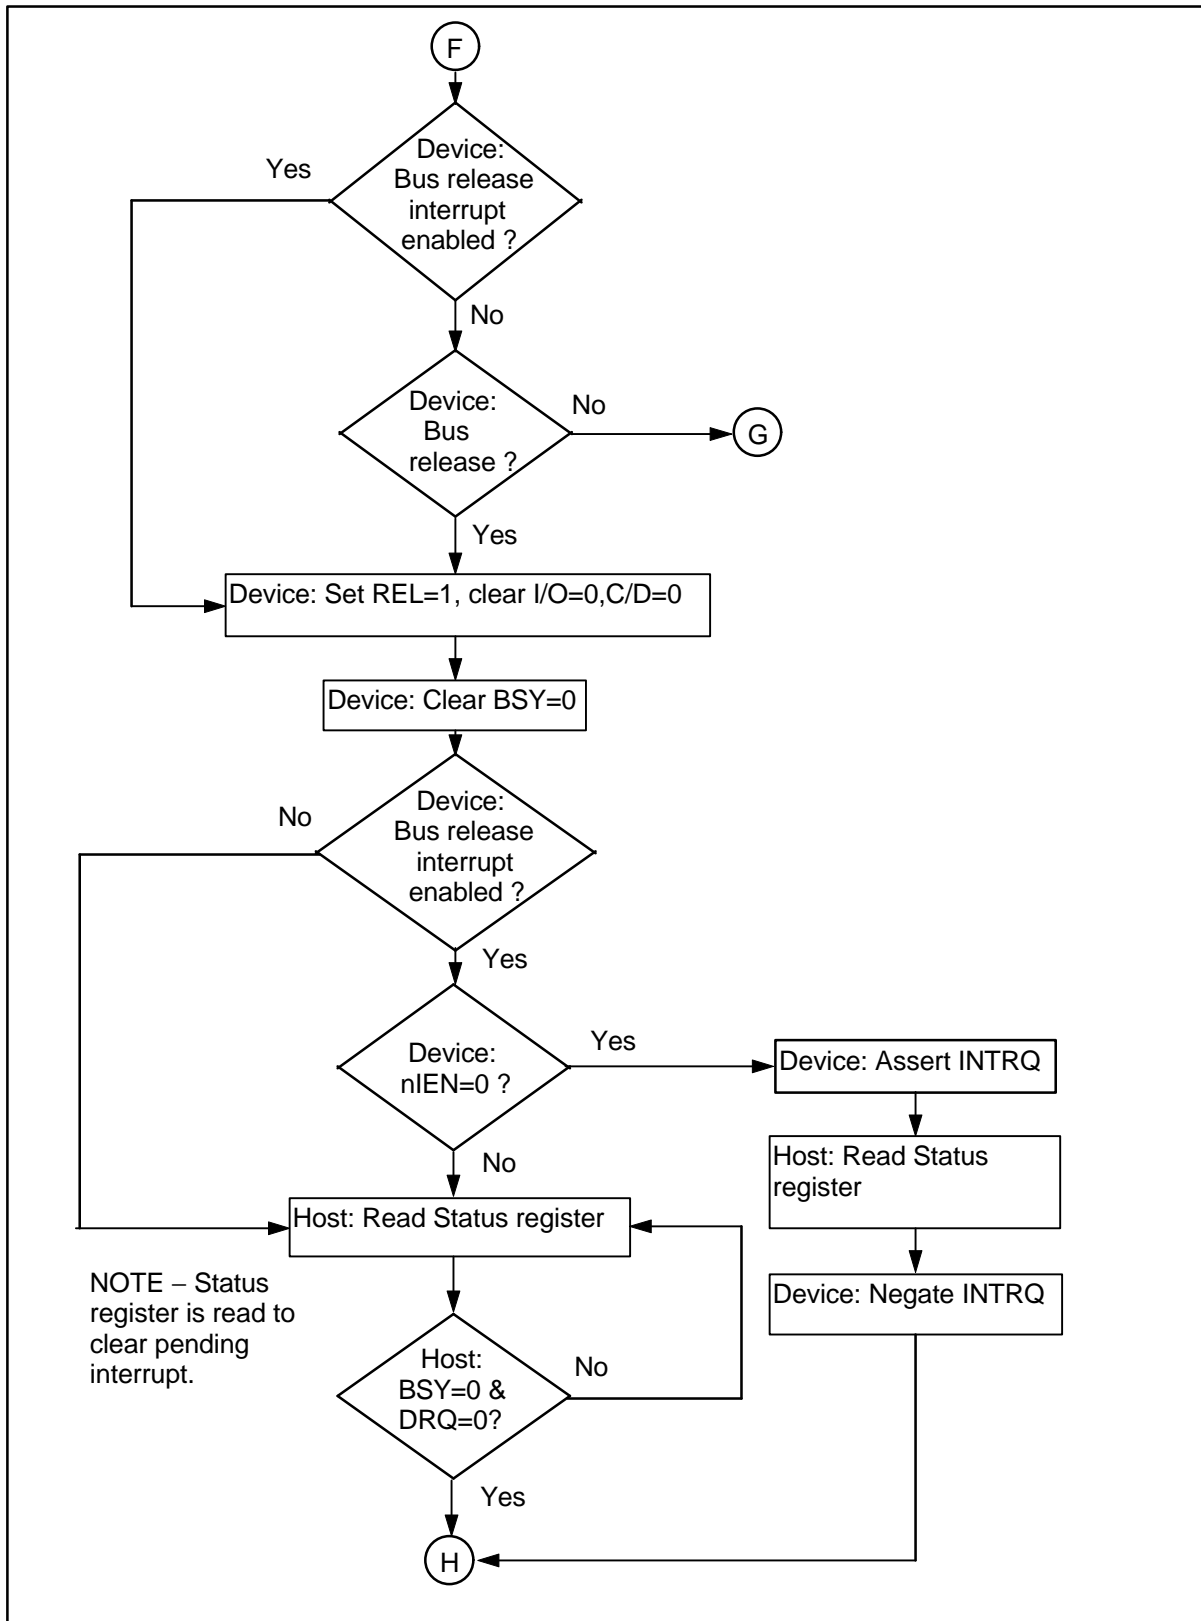 F
Device:
Bus release
interrupt
enabled ?
Yes
No
Device:
Bus
release ?
No
G
Yes
Device: Set REL=1, clear I/O=0,C/D=0
Device: Clear BSY=0
Device:
Bus release
interrupt
enabled ?
No
Yes
Device:
nIEN=0 ?
Yes
Device: Assert INTRQ
No
Host: Read Status
register
Host: Read Status register
NOTE – Status
register is read to
clear pending
interrupt.
Device: Negate INTRQ
Host:
BSY=0 &
DRQ=0?
No
Yes
H